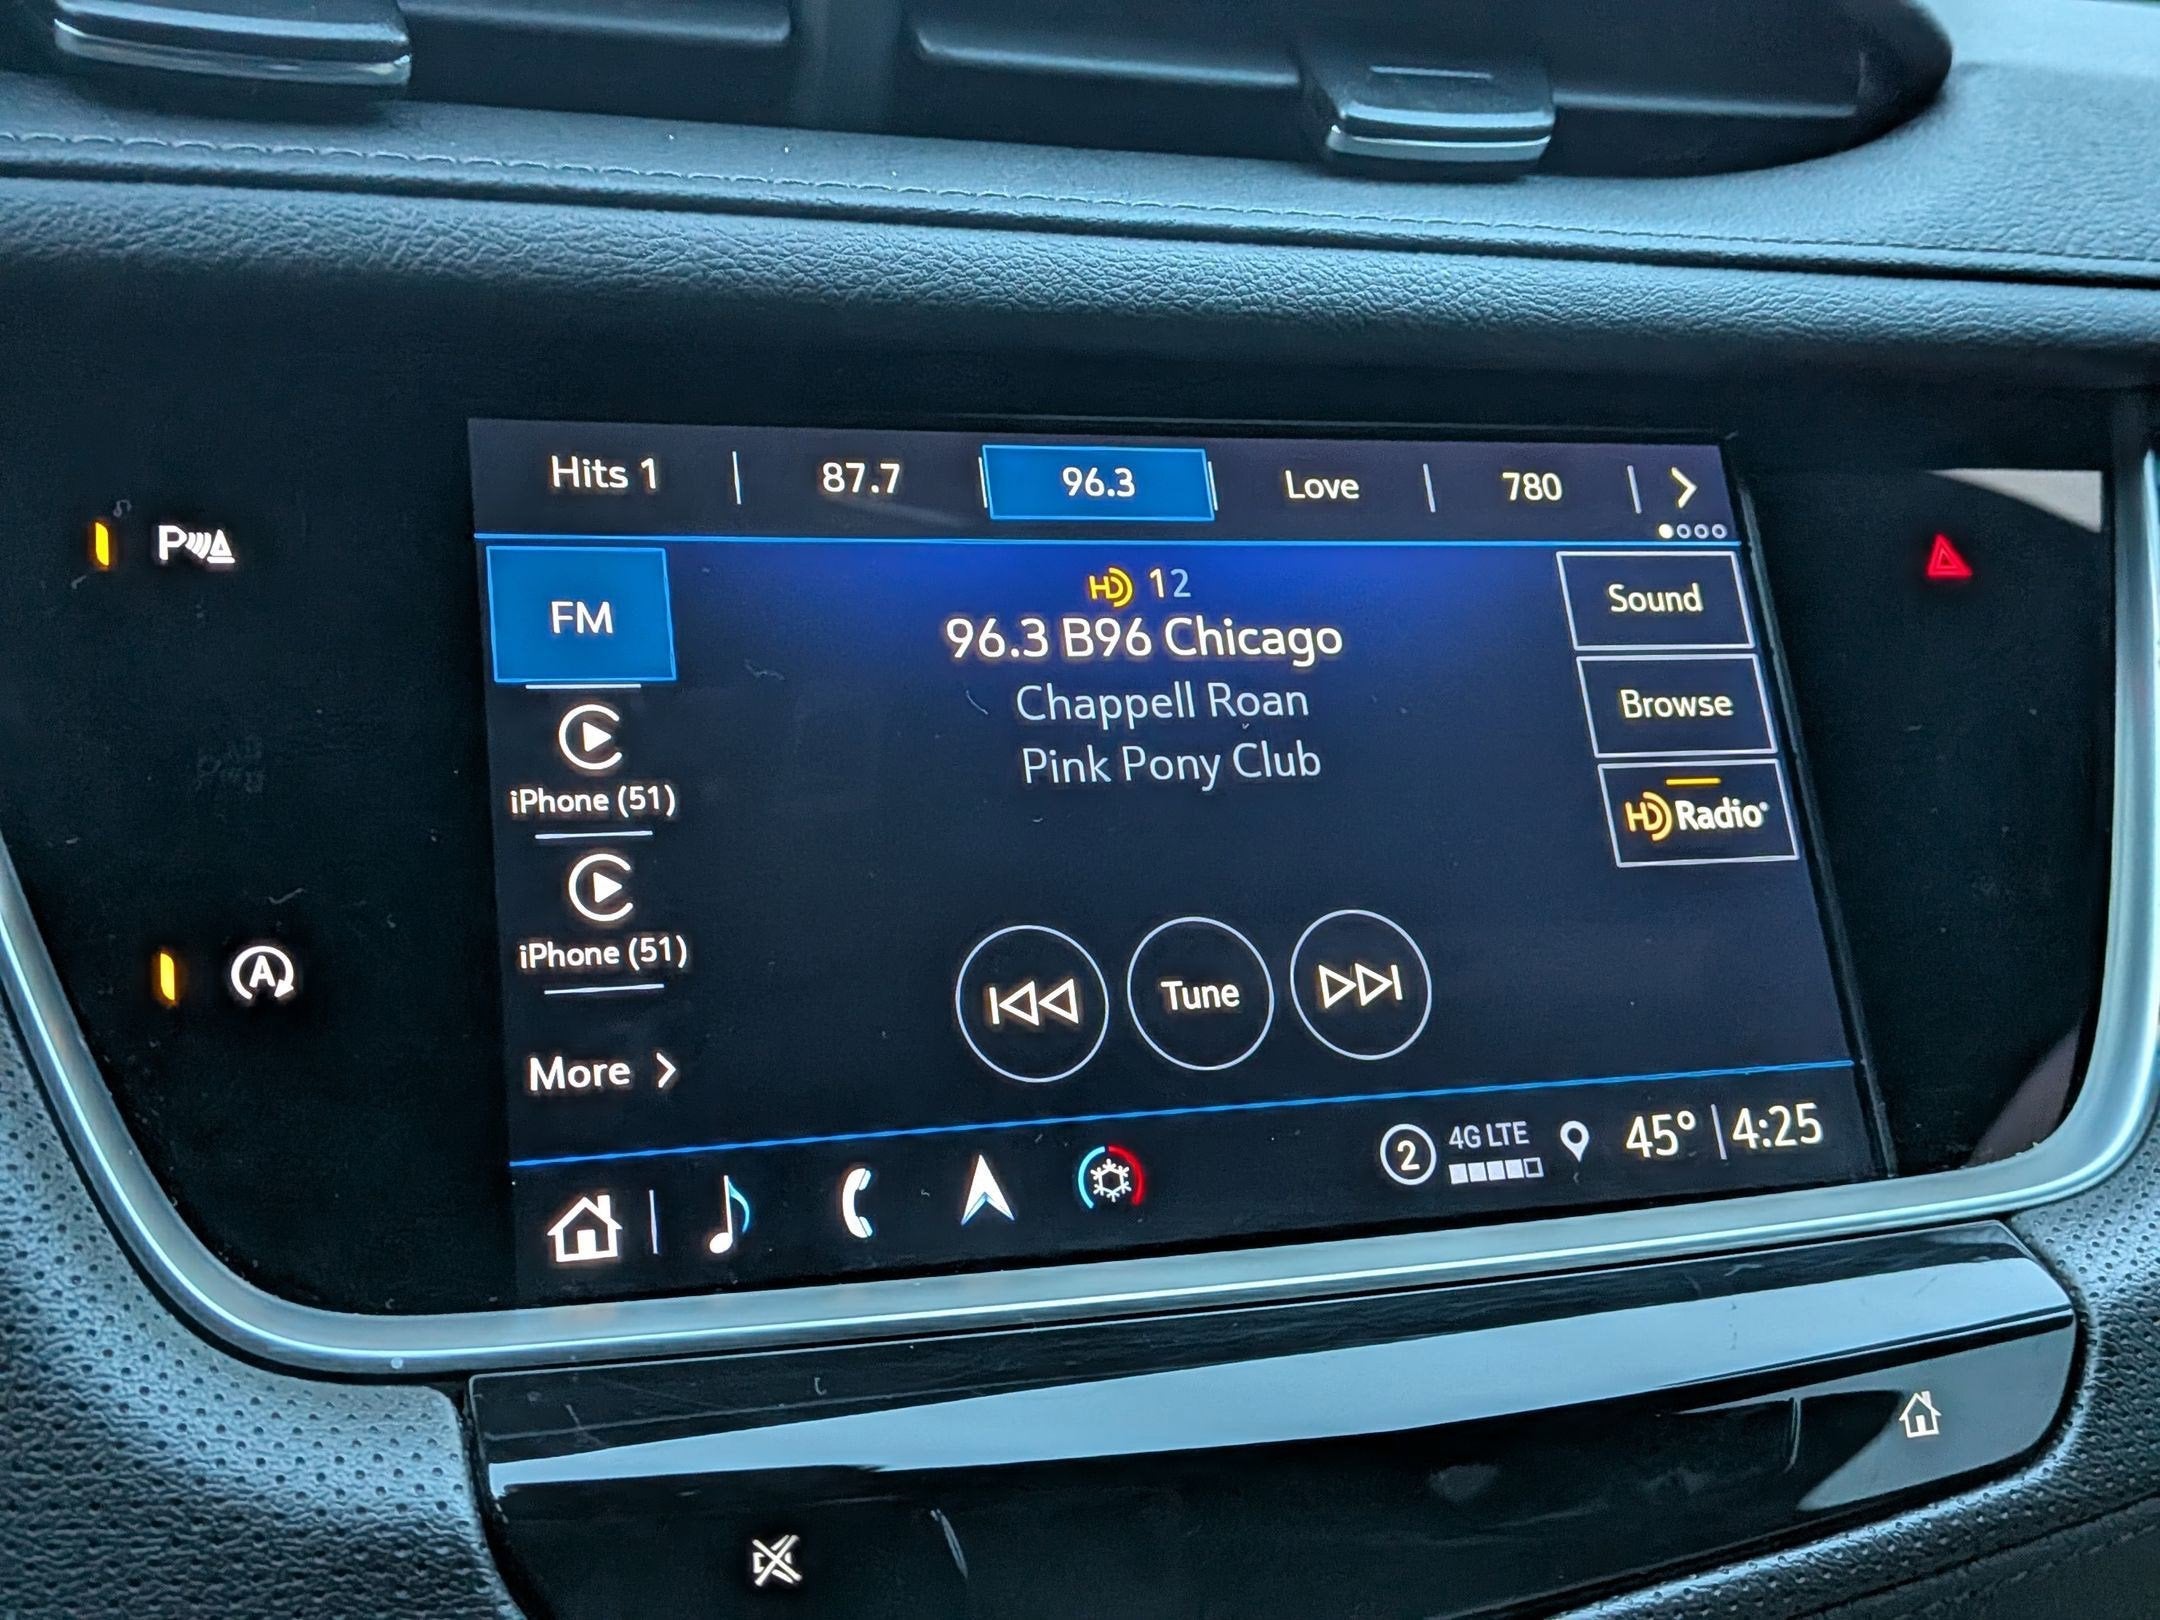 Hits 1 87.7 96.3 Love 780
FM
HD 12
96.3 B96 Chicago
Chappell Roan
Pink Pony Club
Sound
Browse
HD Radio
iPhone (51)
iPhone (51)
More
Tune
2 4G LTE 45° 4:25
P
A